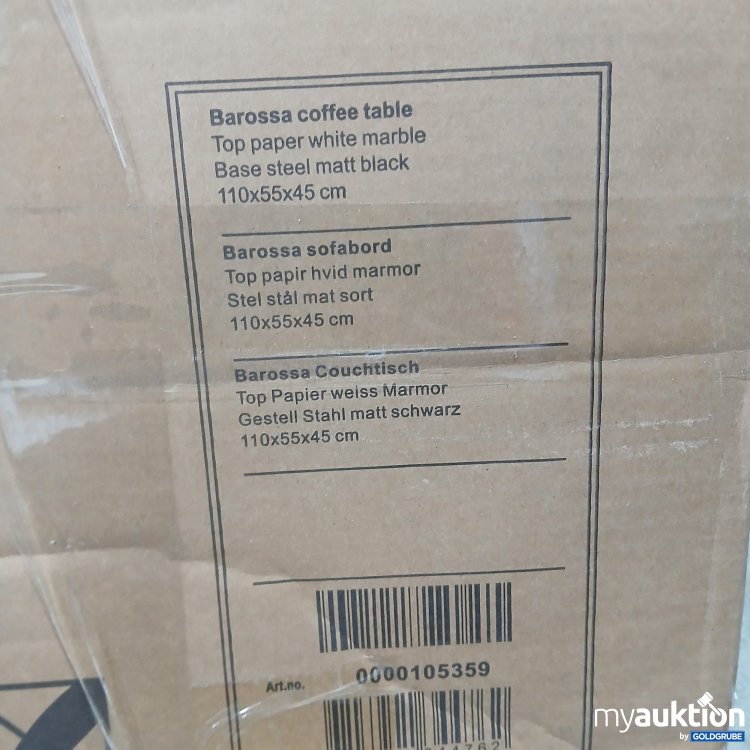 Barossa coffee table
Top paper white marble
Base steel matt black
110x55x45 cm
Barossa sofabord
Top papir hvid marmor
Stel stål mat sort
110x55x45 cm
Barossa Couchtisch
Top Papier weiss Marmor
Gestell Stahl matt schwarz
110x55x45 cm
Art.no. 0000105359
myauktion
by GOLDGRUBE